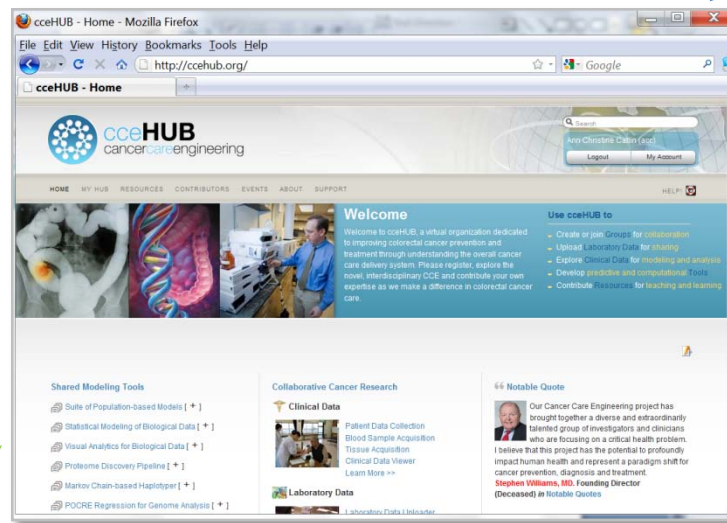 cceHUB - Home - Mozilla Firefox
File Edit View History Bookmarks Tools Help
http://ccehub.org/
Google
cceHUB - Home
cceHUB
cancercareengineering
Search
Ann Christine Catlin (acc)
Logout My Account
HOME MY HUB RESOURCES CONTRIBUTORS EVENTS ABOUT SUPPORT
HELP!
Welcome
Welcome to cceHUB, a virtual organization dedicated
to improving colorectal cancer prevention and
treatment through understanding the overall cancer
care delivery system. Please register, explore the
novel, interdisciplinary CCE and contribute your own
expertise as we make a difference in colorectal cancer
care.
Use cceHUB to
Create or join Groups for collaboration
Upload Laboratory Data for sharing
Explore Clinical Data for modeling and analysis
Develop predictive and computational Tools
Contribute Resources for teaching and learning
Shared Modeling Tools
Suite of Population-based Models [ + ]
Statistical Modeling of Biological Data [ + ]
Visual Analytics for Biological Data [ + ]
Proteome Discovery Pipeline [ + ]
Markov Chain-based Haplotyper [ + ]
POCRE Regression for Genome Analysis [ + ]
Collaborative Cancer Research
Clinical Data
Patient Data Collection
Blood Sample Acquisition
Tissue Acquisition
Clinical Data Viewer
Learn More >>
Laboratory Data
Laboratory Data Uploader
Notable Quote
Our Cancer Care Engineering project has
brought together a diverse and extraordinarily
talented group of investigators and clinicians
who are focusing on a critical health problem.
I believe that this project has the potential to profoundly
impact human health and represent a paradigm shift for
cancer prevention, diagnosis and treatment.
Stephen Williams, MD. Founding Director
(Deceased) in Notable Quotes